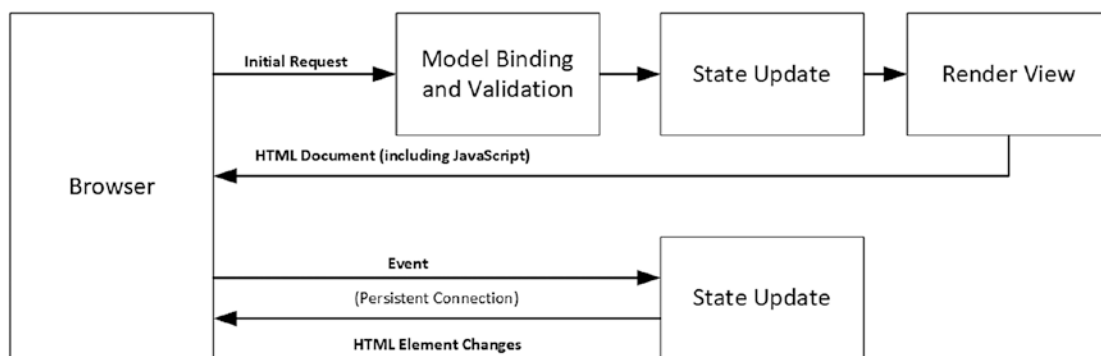 Initial Request
Model Binding
and Validation
State Update
Render View
HTML Document (including JavaScript)
Browser
Event
(Persistent Connection)
State Update
HTML Element Changes